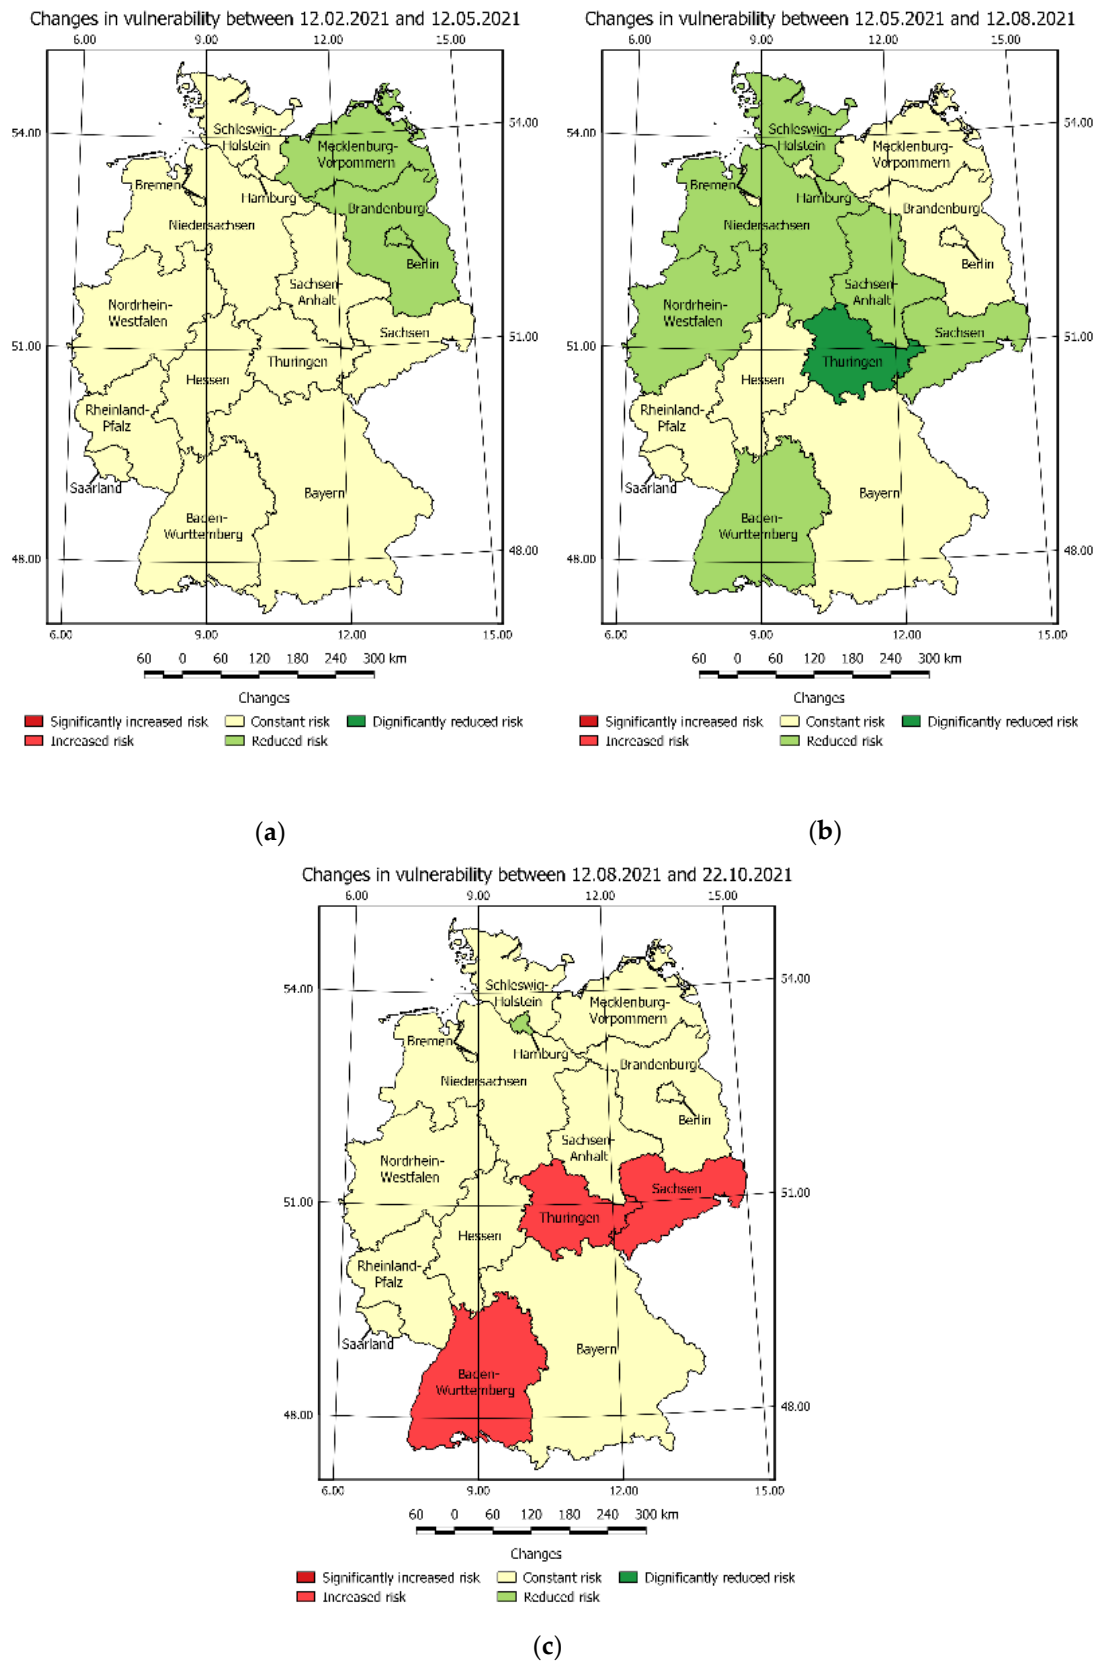 Changes in vulnerability between 12.02.2021 and 12.05.2021
6.00 9.00 12.00 15.00
54.00 54.00
Schleswig-
Holstein
Mecklenburg-
Vorpommern
Bremen
Hamburg
Brandenburg
Niedersachsen
Berlin
Sachsen-
Anhalt
Nordrhein-
Westfalen
Sachsen
51.00 51.00
Thuringen
Hessen
Rheinland-
Pfalz
Saarland
Bayern
Baden-
Wurttemberg
48.00 48.00
6.00 9.00 12.00 15.00
60 0 60 120 180 240 300 km
Changes
Significantly increased risk Constant risk Dignificantly reduced risk
Increased risk Reduced risk
(a)
Changes in vulnerability between 12.05.2021 and 12.08.2021
6.00 9.00 12.00 15.00
54.00 54.00
Schleswig-
Holstein
Mecklenburg-
Vorpommern
Bremen
Hamburg
Brandenburg
Niedersachsen
Berlin
Sachsen-
Anhalt
Nordrhein-
Westfalen
Sachsen
51.00 51.00
Thuringen
Hessen
Rheinland-
Pfalz
Saarland
Bayern
Baden-
Wurttemberg
48.00 48.00
6.00 9.00 12.00 15.00
60 0 60 120 180 240 300 km
Changes
Significantly increased risk Constant risk Dignificantly reduced risk
Increased risk Reduced risk
(b)
Changes in vulnerability between 12.08.2021 and 22.10.2021
6.00 9.00 12.00 15.00
54.00 54.00
Schleswig-
Holstein
Mecklenburg-
Vorpommern
Bremen
Hamburg
Brandenburg
Niedersachsen
Berlin
Sachsen-
Anhalt
Nordrhein-
Westfalen
Sachsen
51.00 51.00
Thuringen
Hessen
Rheinland-
Pfalz
Saarland
Bayern
Baden-
Wurttemberg
48.00 48.00
6.00 9.00 12.00 15.00
60 0 60 120 180 240 300 km
Changes
Significantly increased risk Constant risk Dignificantly reduced risk
Increased risk Reduced risk
(c)